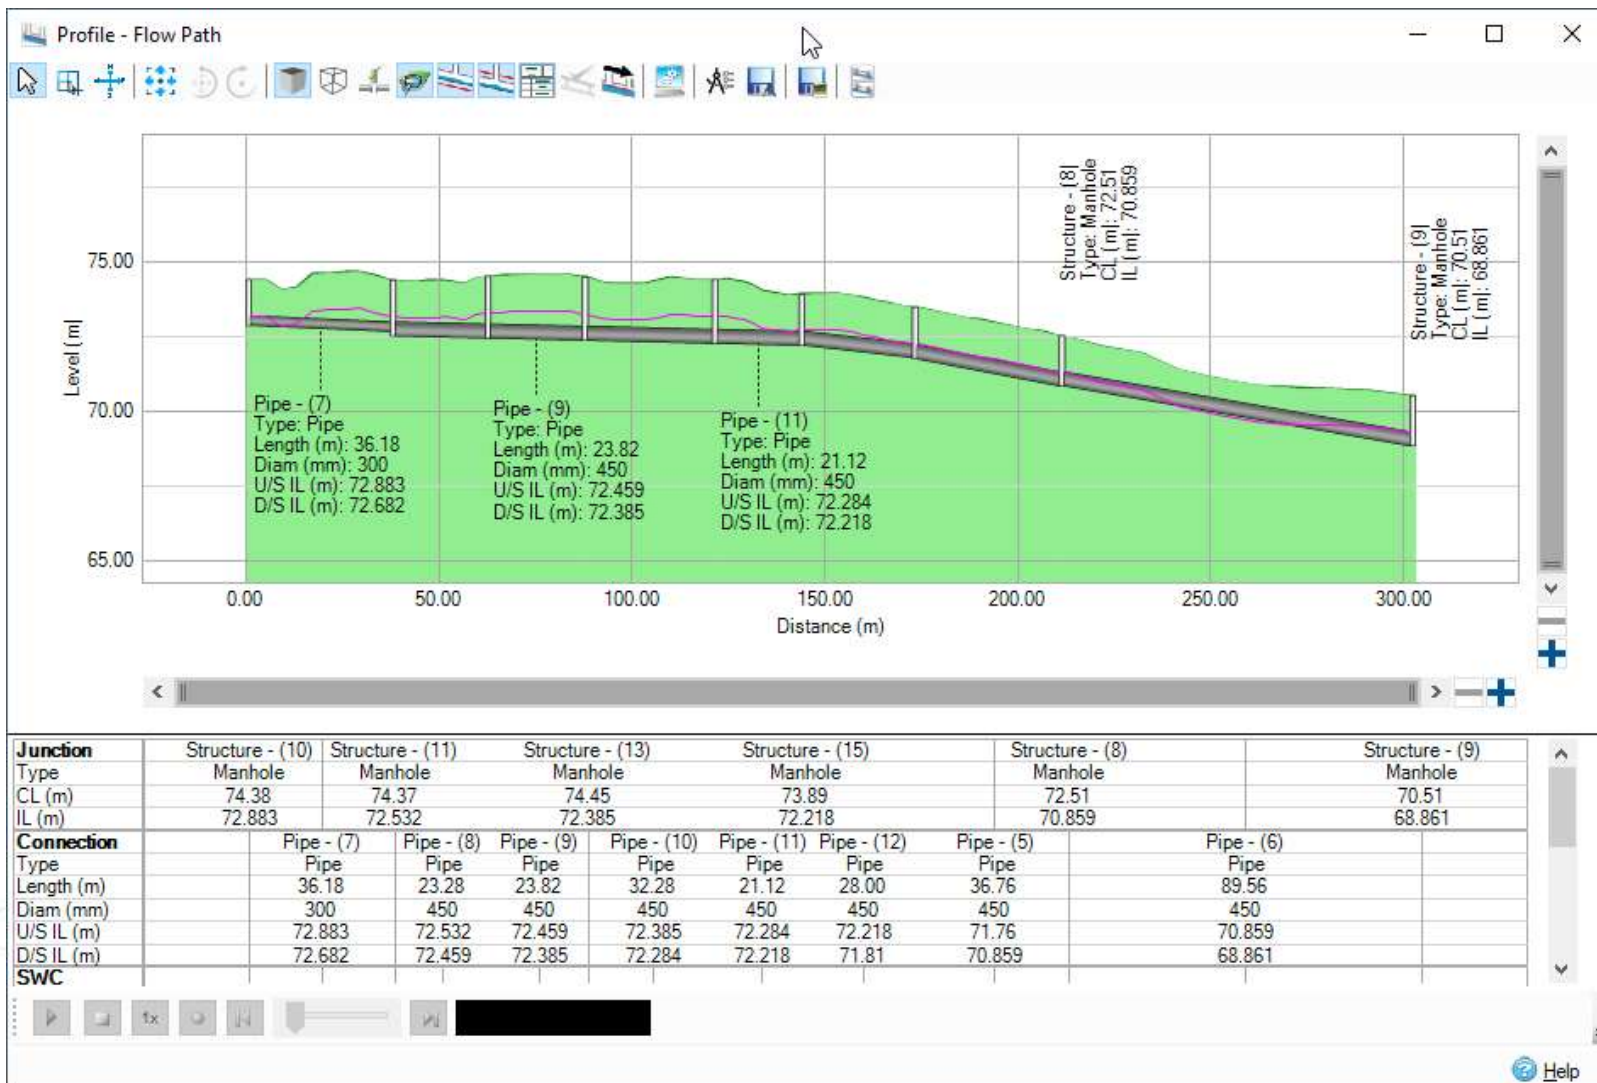 Profile - Flow Path
Structure - (8)
Type: Manhole
CL (m): 72.51
IL (m): 70.859
Structure - (9)
Type: Manhole
CL (m): 70.51
IL (m): 68.861
Level (m)
75.00
70.00
65.00
Pipe - (7)
Type: Pipe
Length (m): 36.18
Diam (mm): 300
U/S IL (m): 72.883
D/S IL (m): 72.682
Pipe - (9)
Type: Pipe
Length (m): 23.82
Diam (mm): 450
U/S IL (m): 72.459
D/S IL (m): 72.385
Pipe - (11)
Type: Pipe
Length (m): 21.12
Diam (mm): 450
U/S IL (m): 72.284
D/S IL (m): 72.218
0.00 50.00 100.00 150.00 200.00 250.00 300.00
Distance (m)
Junction Structure - (10) Structure - (11) Structure - (13) Structure - (15) Structure - (8) Structure - (9)
Type Manhole Manhole Manhole Manhole Manhole Manhole
CL (m) 74.38 74.37 74.45 73.89 72.51 70.51
IL (m) 72.883 72.532 72.385 72.218 70.859 68.861
Connection Pipe - (7) Pipe - (8) Pipe - (9) Pipe - (10) Pipe - (11) Pipe - (12) Pipe - (5) Pipe - (6)
Type Pipe Pipe Pipe Pipe Pipe Pipe Pipe Pipe
Length (m) 36.18 23.28 23.82 32.28 21.12 28.00 36.76 89.56
Diam (mm) 300 450 450 450 450 450 450 450
U/S IL (m) 72.883 72.532 72.459 72.385 72.284 72.218 71.76 70.859
D/S IL (m) 72.682 72.459 72.385 72.284 72.218 71.81 70.859 68.861
SWC
1x
Help